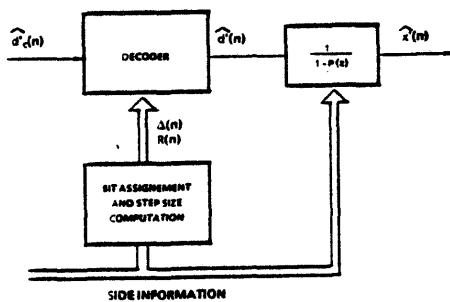 d'c(n)
DECODER
d'(n)
1
1-P(z)
x'(n)
Δ(n)
R(n)
BIT ASSIGNEMENT
AND STEP SIZE
COMPUTATION
SIDE INFORMATION